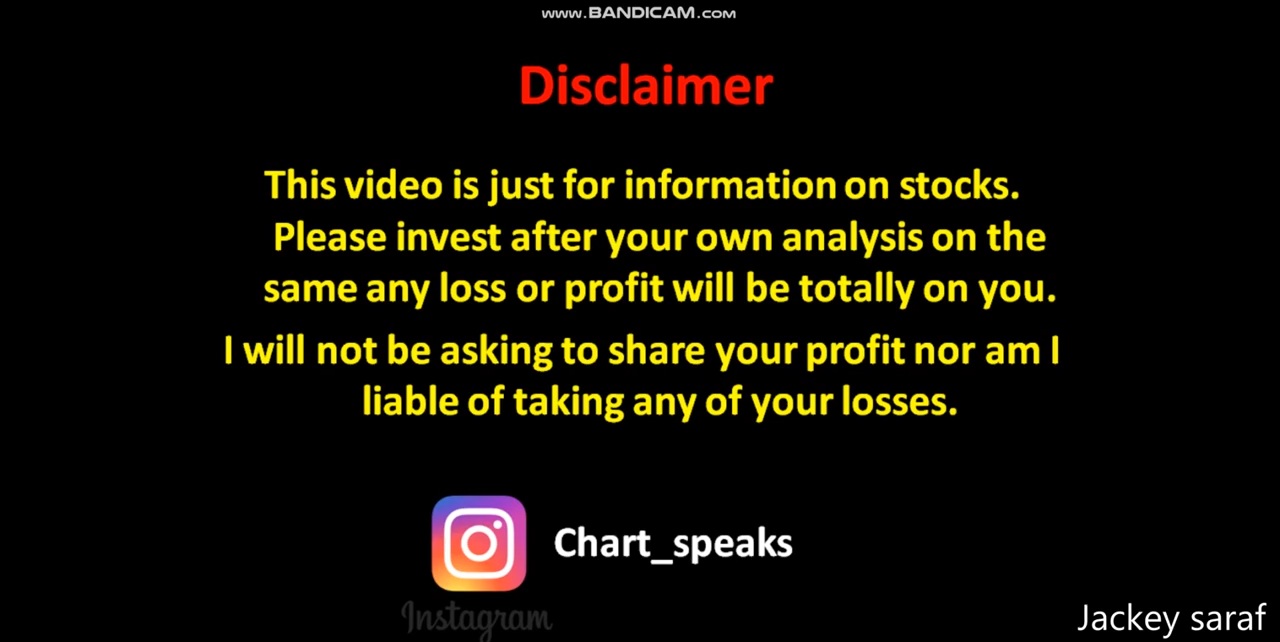 www.BANDICAM.com
Disclaimer
This video is just for information on stocks.
Please invest after your own analysis on the
same any loss or profit will be totally on you.
I will not be asking to share your profit nor am I
liable of taking any of your losses.
Chart_speaks
Instagram
Jackey saraf